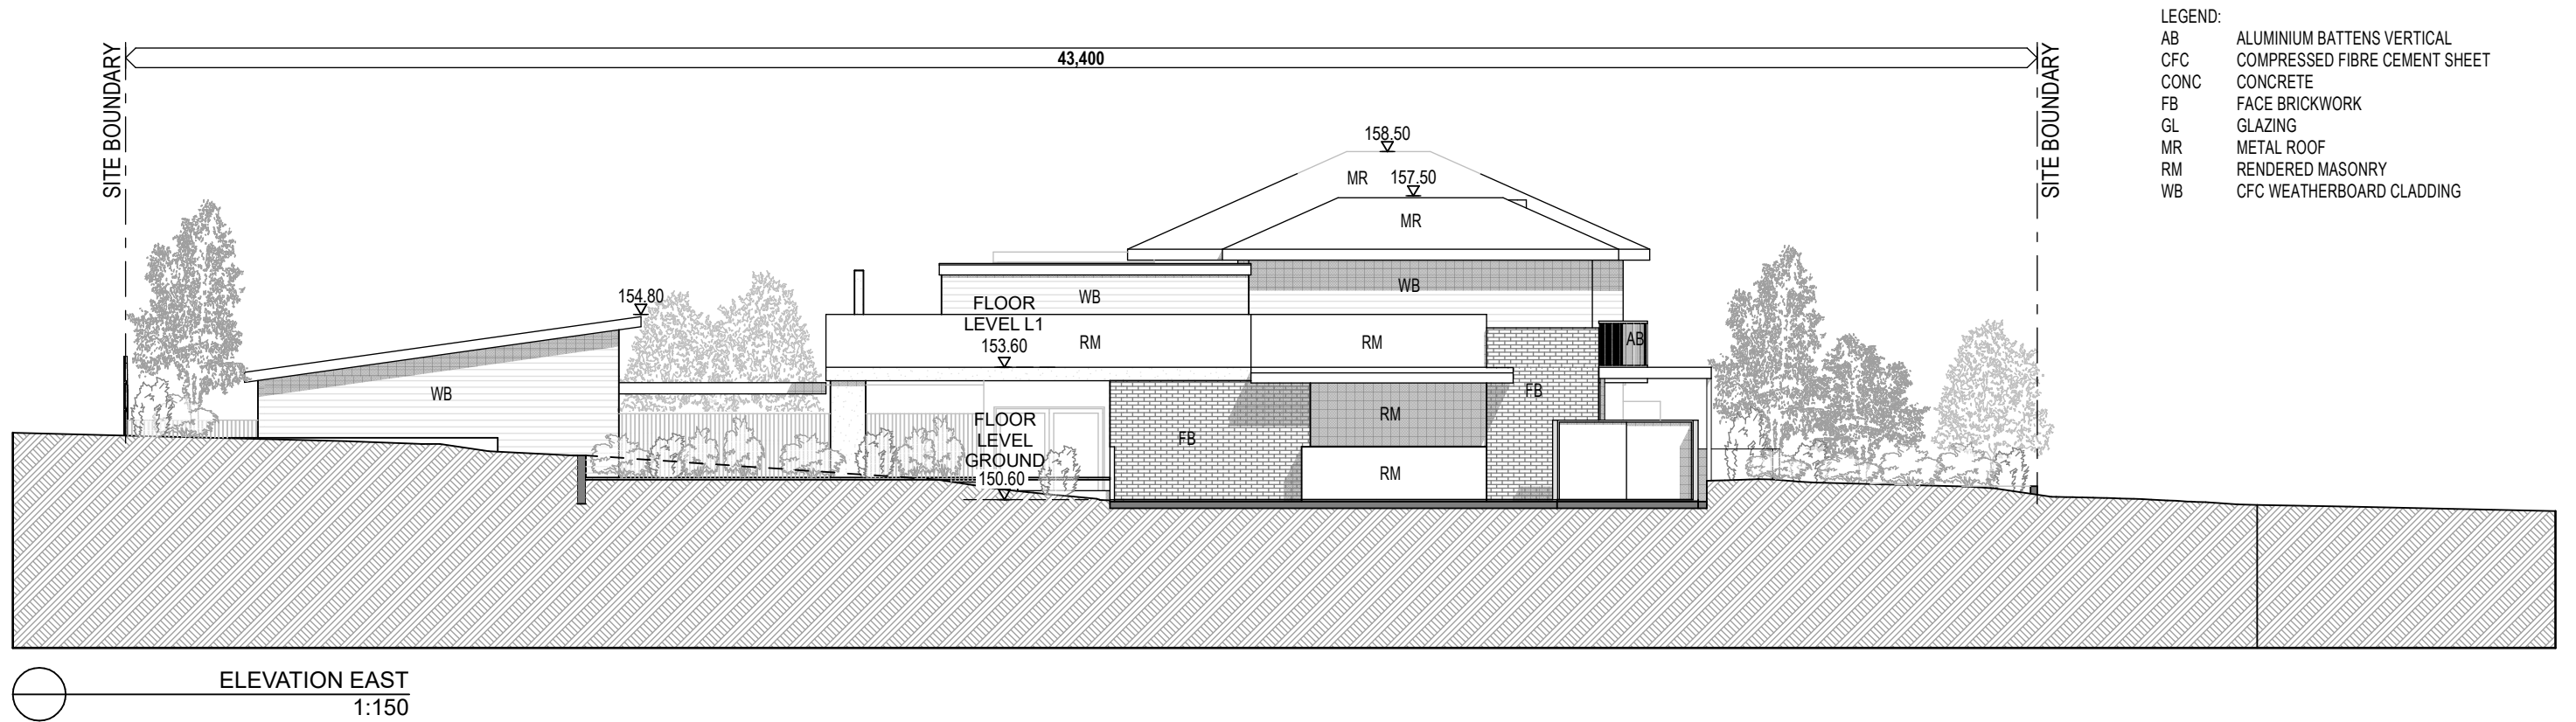 LEGEND:
AB ALUMINIUM BATTENS VERTICAL
CFC COMPRESSED FIBRE CEMENT SHEET
CONC CONCRETE
FB FACE BRICKWORK
GL GLAZING
MR METAL ROOF
RM RENDERED MASONRY
WB CFC WEATHERBOARD CLADDING
SITE BOUNDARY
43,400
SITE BOUNDARY
158.50
MR
157.50
MR
154.80
WB
WB
FLOOR
LEVEL L1
153.60
RM
RM
AB
WB
FB
RM
FLOOR
LEVEL
GROUND
150.60
FB
RM
ELEVATION EAST
1:150